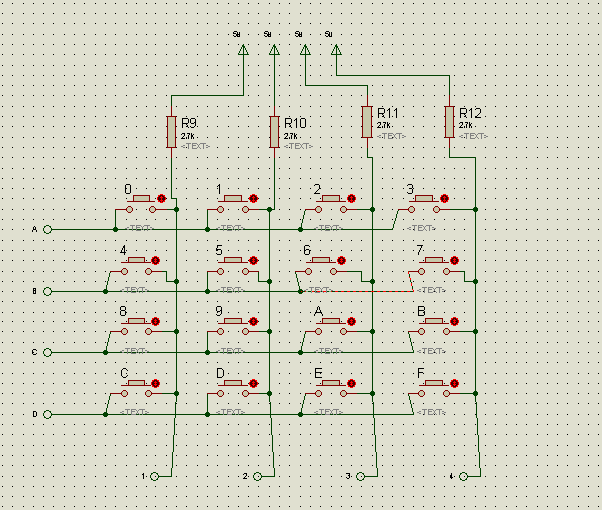 5v 5v 5v 5v
R9 2.7k <TEXT>
R10 2.7k <TEXT>
R11 2.7k <TEXT>
R12 2.7k <TEXT>
0 1 2 3
A <TEXT> <TEXT> <TEXT> <TEXT>
4 5 6 7
B <TEXT> <TEXT> <TEXT> <TEXT>
8 9 A B
C <TEXT> <TEXT> <TEXT> <TEXT>
C D E F
D <TEXT> <TEXT> <TEXT> <TEXT>
1 2 3 4